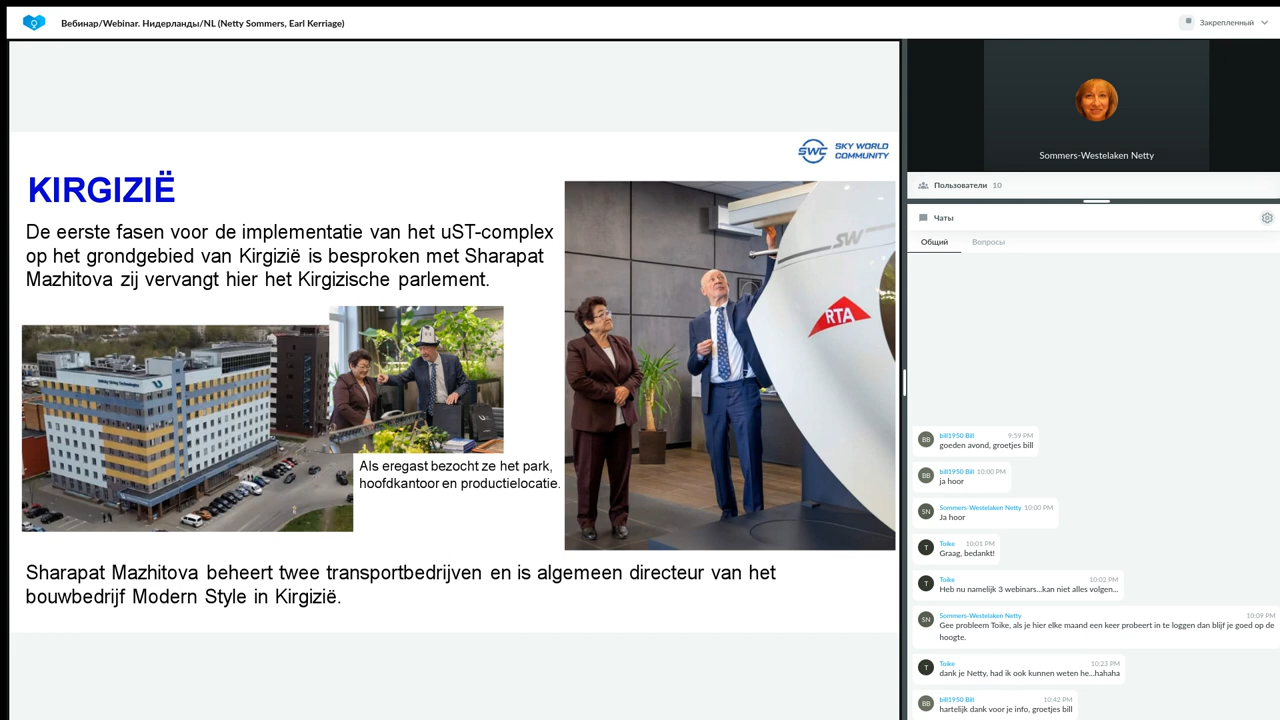 Вебинар/Webinar. Нидерланды/NL (Netty Sommers, Earl Kerriage)
Закрепленный
SWC SKY WORLD
COMMUNITY
KIRGIZIË
De eerste fasen voor de implementatie van het uST-complex
op het grondgebied van Kirgizië is besproken met Sharapat
Mazhitova zij vervangt hier het Kirgizische parlement.
SW
RTA
Als eregast bezocht ze het park,
hoofdkantoor en productielocatie.
Sharapat Mazhitova beheert twee transportbedrijven en is algemeen directeur van het
bouwbedrijf Modern Style in Kirgizië.
Sommers-Westelaken Netty
Пользователи 10
Чаты
Общий Вопросы
BB bill1950 Bill 9:59 PM
goeden avond, groetjes bill
BB bill1950 Bill 10:00 PM
ja hoor
SN Sommers-Westelaken Netty 10:00 PM
Ja hoor
T Toike 10:01 PM
Graag, bedankt!
T Toike 10:02 PM
Heb nu namelijk 3 webinars...kan niet alles volgen...
SN Sommers-Westelaken Netty 10:09 PM
Gee probleem Toike, als je hier elke maand een keer probeert in te loggen dan blijf je goed op de
hoogte.
T Toike 10:23 PM
dank je Netty, had ik ook kunnen weten he...hahaha
BB bill1950 Bill 10:42 PM
hartelijk dank voor je info, groetjes bill